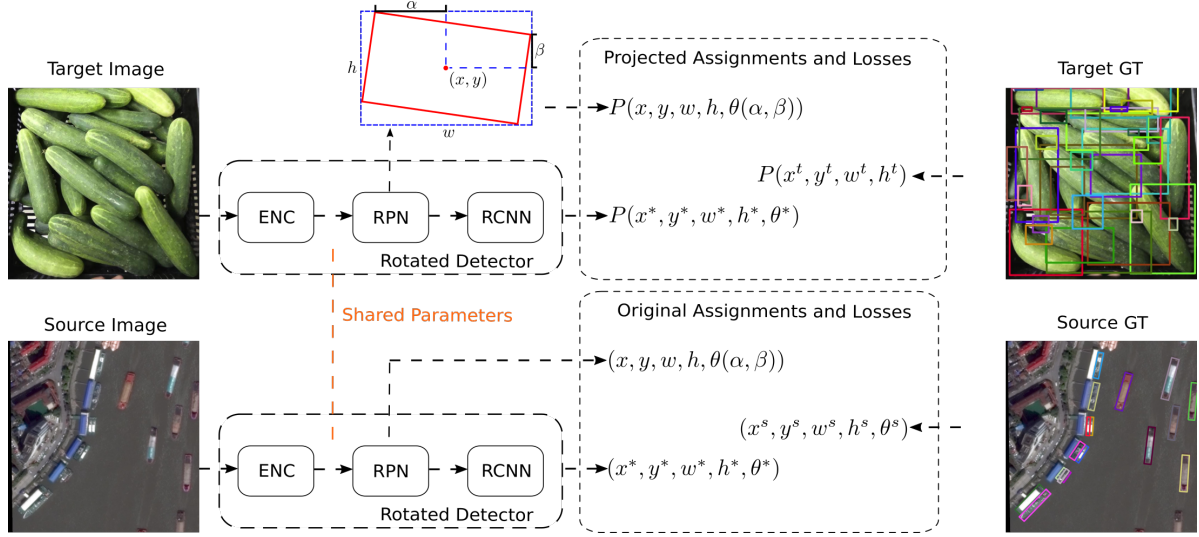 α
β
h
(x, y)
w
Target Image
Projected Assignments and Losses
Target GT
P(x, y, w, h, θ(α, β))
P(x^t, y^t, w^t, h^t)
ENC
RPN
RCNN
P(x*, y*, w*, h*, θ*)
Rotated Detector
Shared Parameters
Source Image
Original Assignments and Losses
Source GT
(x, y, w, h, θ(α, β))
(x^s, y^s, w^s, h^s, θ^s)
ENC
RPN
RCNN
(x*, y*, w*, h*, θ*)
Rotated Detector